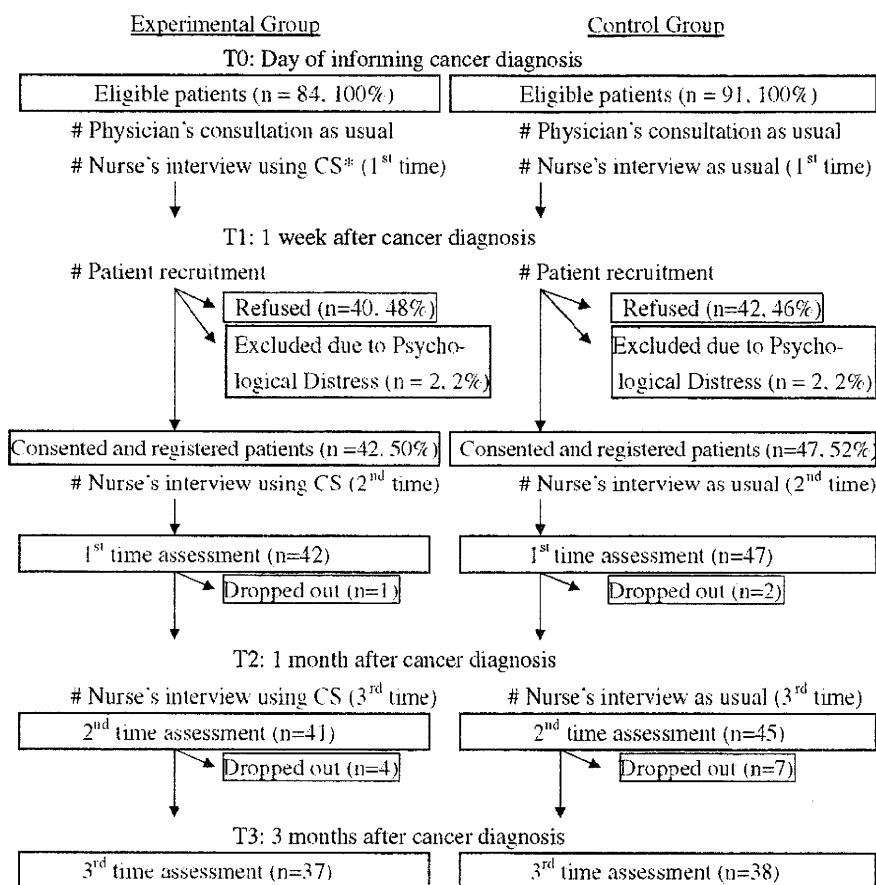 Experimental Group
Control Group
T0: Day of informing cancer diagnosis
Eligible patients (n = 84, 100%)
Eligible patients (n = 91, 100%)
# Physician's consultation as usual
# Physician's consultation as usual
# Nurse's interview using CS* (1st time)
# Nurse's interview as usual (1st time)
T1: 1 week after cancer diagnosis
# Patient recruitment
# Patient recruitment
Refused (n=40, 48%)
Refused (n=42, 46%)
Excluded due to Psycho-
logical Distress (n = 2, 2%)
Excluded due to Psycho-
logical Distress (n = 2, 2%)
Consented and registered patients (n =42, 50%)
Consented and registered patients (n=47, 52%)
# Nurse's interview using CS (2nd time)
# Nurse's interview as usual (2nd time)
1st time assessment (n=42)
1st time assessment (n=47)
Dropped out (n=1)
Dropped out (n=2)
T2: 1 month after cancer diagnosis
# Nurse's interview using CS (3rd time)
# Nurse's interview as usual (3rd time)
2nd time assessment (n=41)
2nd time assessment (n=45)
Dropped out (n=4)
Dropped out (n=7)
T3: 3 months after cancer diagnosis
3rd time assessment (n=37)
3rd time assessment (n=38)